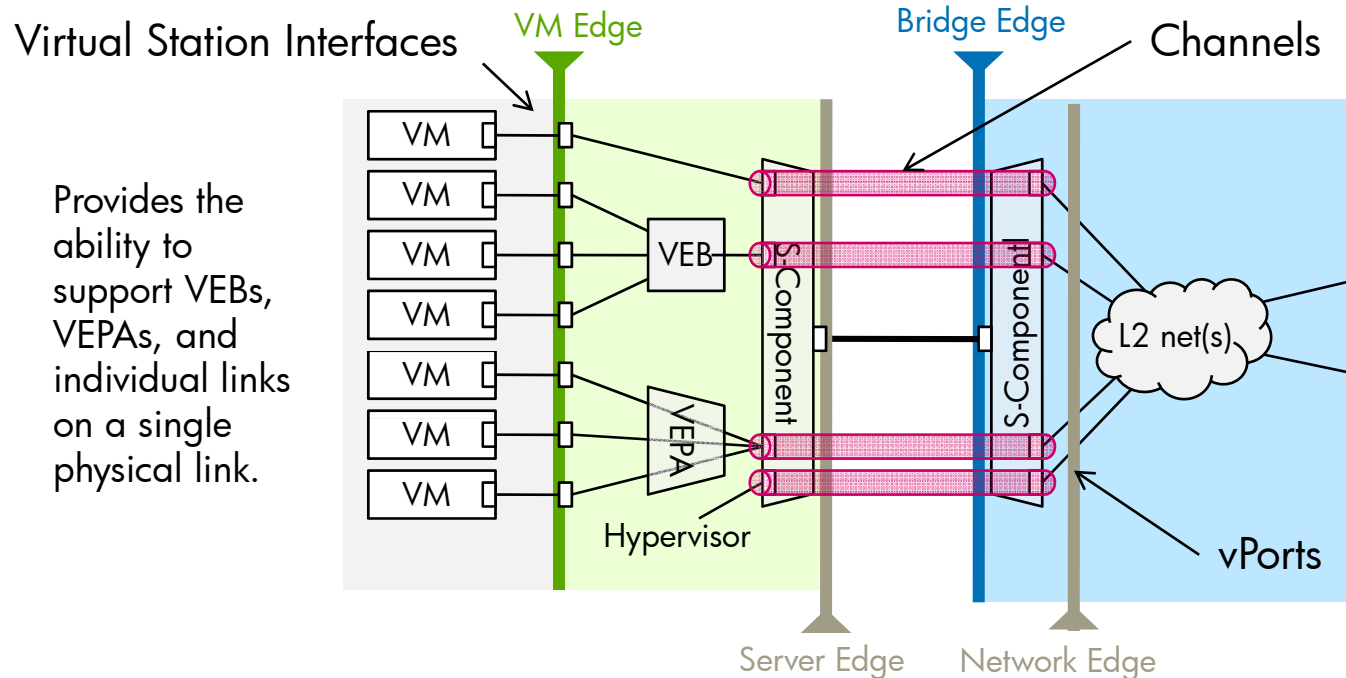 Virtual Station Interfaces
VM Edge
Bridge Edge
Channels
Provides the
ability to
support VEBs,
VEPAs, and
individual links
on a single
physical link.
VM
VM
VM
VM
VM
VM
VM
VEB
VEPA
Hypervisor
S-Component
S-Componentl
L2 net(s)
vPorts
Server Edge
Network Edge